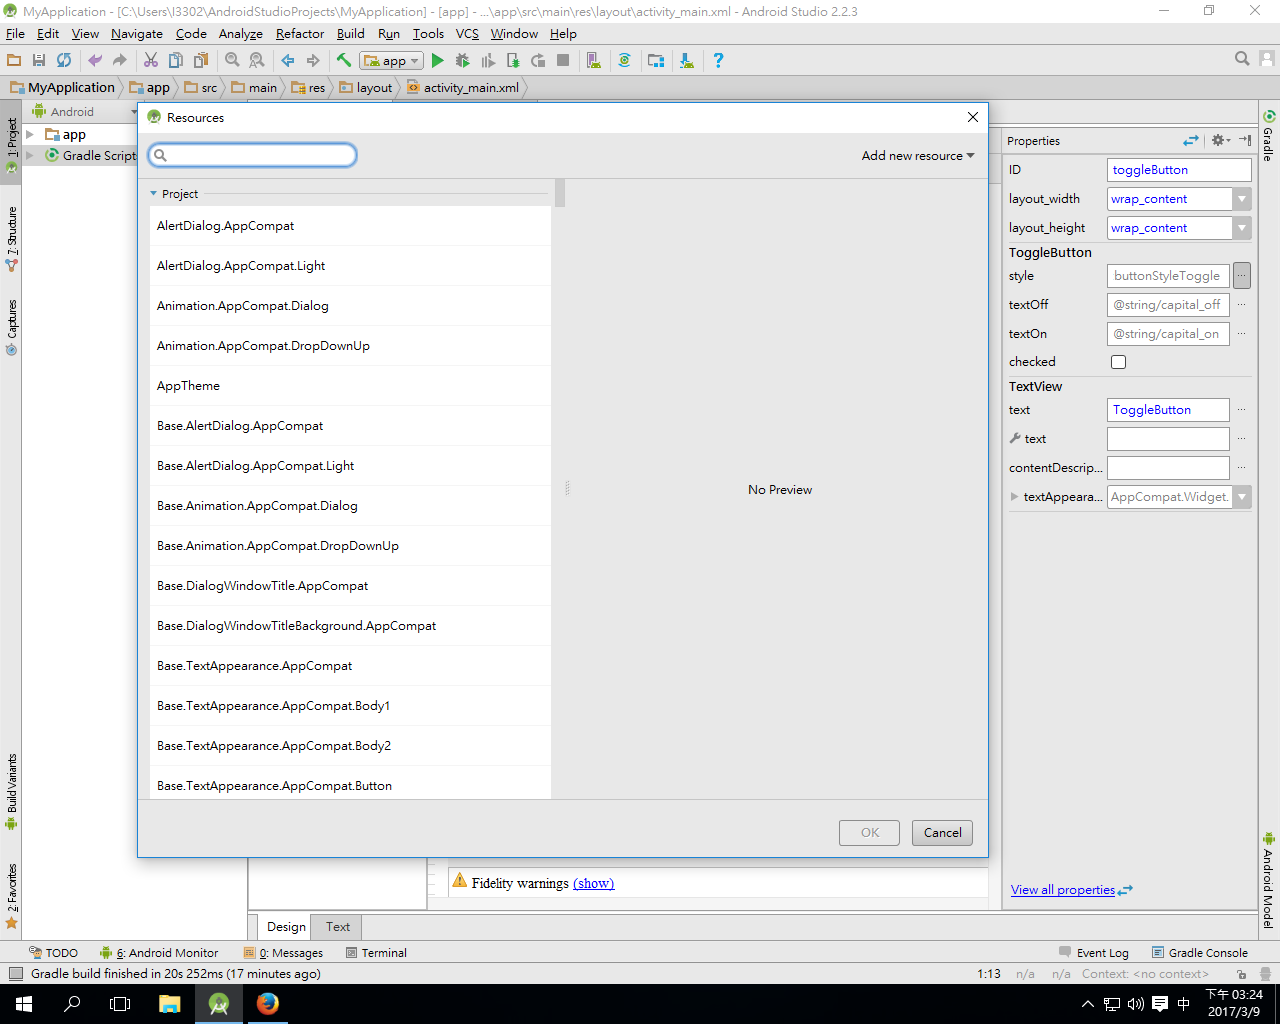 MyApplication - [C:\Users\I3302\AndroidStudioProjects\MyApplication] - [app] - ...\app\src\main\res\layout\activity_main.xml - Android Studio 2.2.3
File Edit View Navigate Code Analyze Refactor Build Run Tools VCS Window Help
app
MyApplication app src main res layout activity_main.xml
1: Project
7: Structure
Captures
Build Variants
2: Favorites
Android
app
Gradle Script
Resources
Add new resource
Project
AlertDialog.AppCompat
AlertDialog.AppCompat.Light
Animation.AppCompat.Dialog
Animation.AppCompat.DropDownUp
AppTheme
Base.AlertDialog.AppCompat
Base.AlertDialog.AppCompat.Light
Base.Animation.AppCompat.Dialog
Base.Animation.AppCompat.DropDownUp
Base.DialogWindowTitle.AppCompat
Base.DialogWindowTitleBackground.AppCompat
Base.TextAppearance.AppCompat
Base.TextAppearance.AppCompat.Body1
Base.TextAppearance.AppCompat.Body2
Base.TextAppearance.AppCompat.Button
No Preview
OK Cancel
Properties
ID toggleButton
layout_width wrap_content
layout_height wrap_content
ToggleButton
style buttonStyleToggle ...
textOff @string/capital_off ...
textOn @string/capital_on ...
checked
TextView
text ToggleButton ...
text ...
contentDescrip... ...
textAppeara... AppCompat.Widget.
View all properties
Gradle
Android Model
Fidelity warnings (show)
Design Text
TODO 6: Android Monitor 0: Messages Terminal Event Log Gradle Console
Gradle build finished in 20s 252ms (17 minutes ago) 1:13 n/a n/a Context: <no context>
中 下午 03:24
2017/3/9